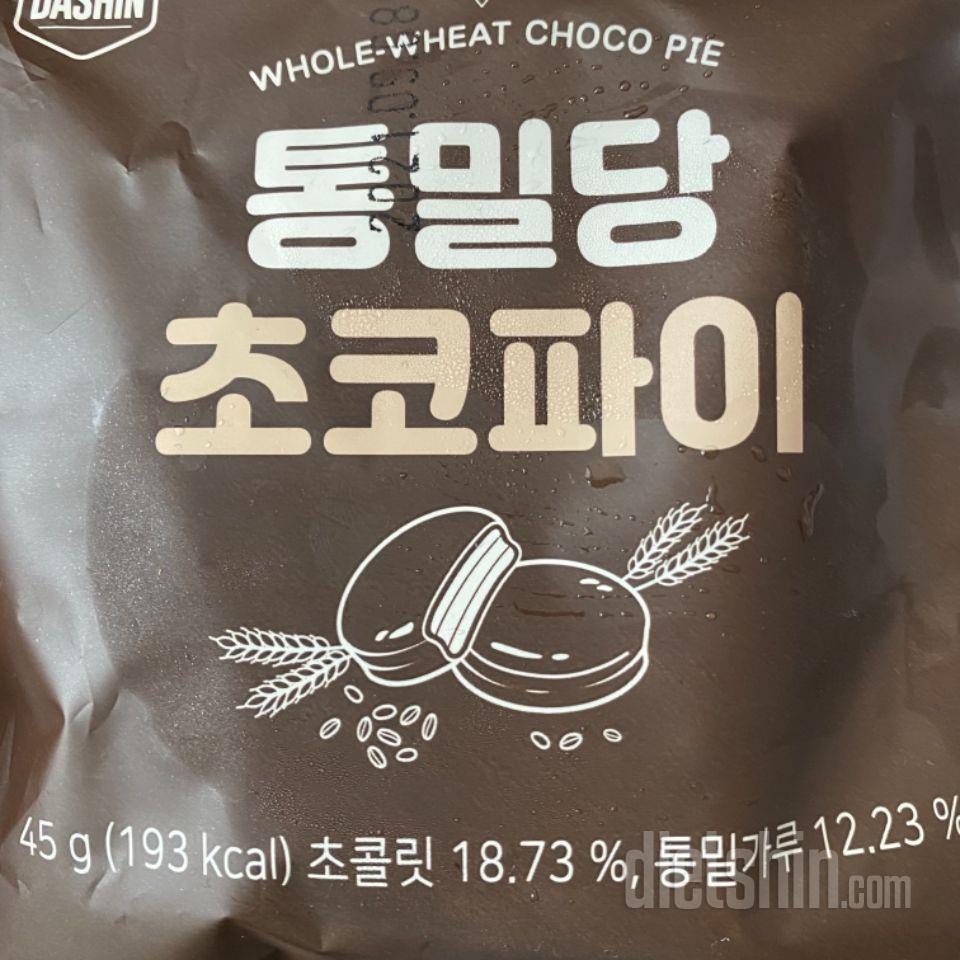 DASHIN
WHOLE-WHEAT CHOCO PIE
통밀당
초코파이
45 g (193 kcal) 초콜릿 18.73 %, 통밀가루 12.23 %
dietshin.com